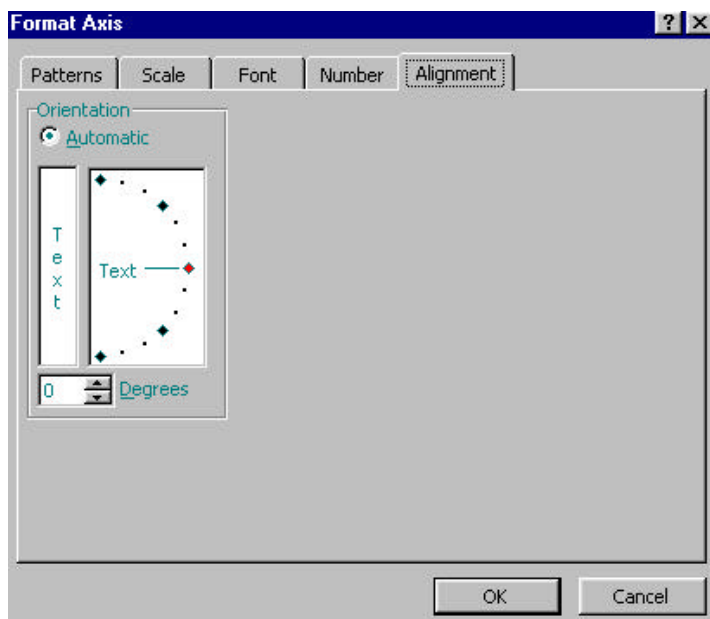 Format Axis
Patterns Scale Font Number Alignment
Orientation
Automatic
T
e
x
t
Text
0 Degrees
OK Cancel